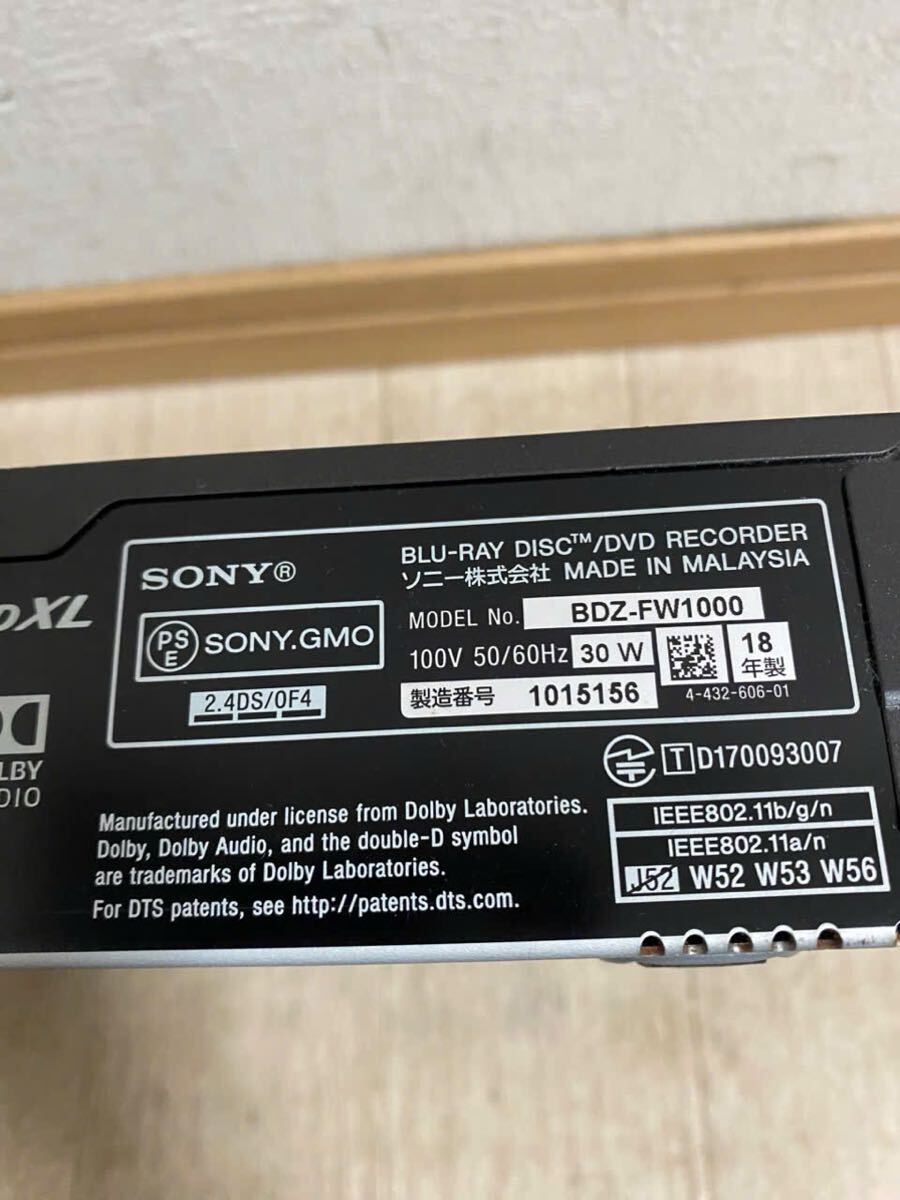 SONY®
BLU-RAY DISC™/DVD RECORDER
ソニー株式会社 MADE IN MALAYSIA
MODEL No. BDZ-FW1000
PSE SONY.GMO
100V 50/60Hz 30 W
18
年製
2.4DS/OF4
製造番号 1015156
4-432-606-01
XL
T D170093007
IEEE802.11b/g/n
IEEE802.11a/n
J52 W52 W53 W56
Manufactured under license from Dolby Laboratories.
Dolby, Dolby Audio, and the double-D symbol
are trademarks of Dolby Laboratories.
For DTS patents, see http://patents.dts.com.